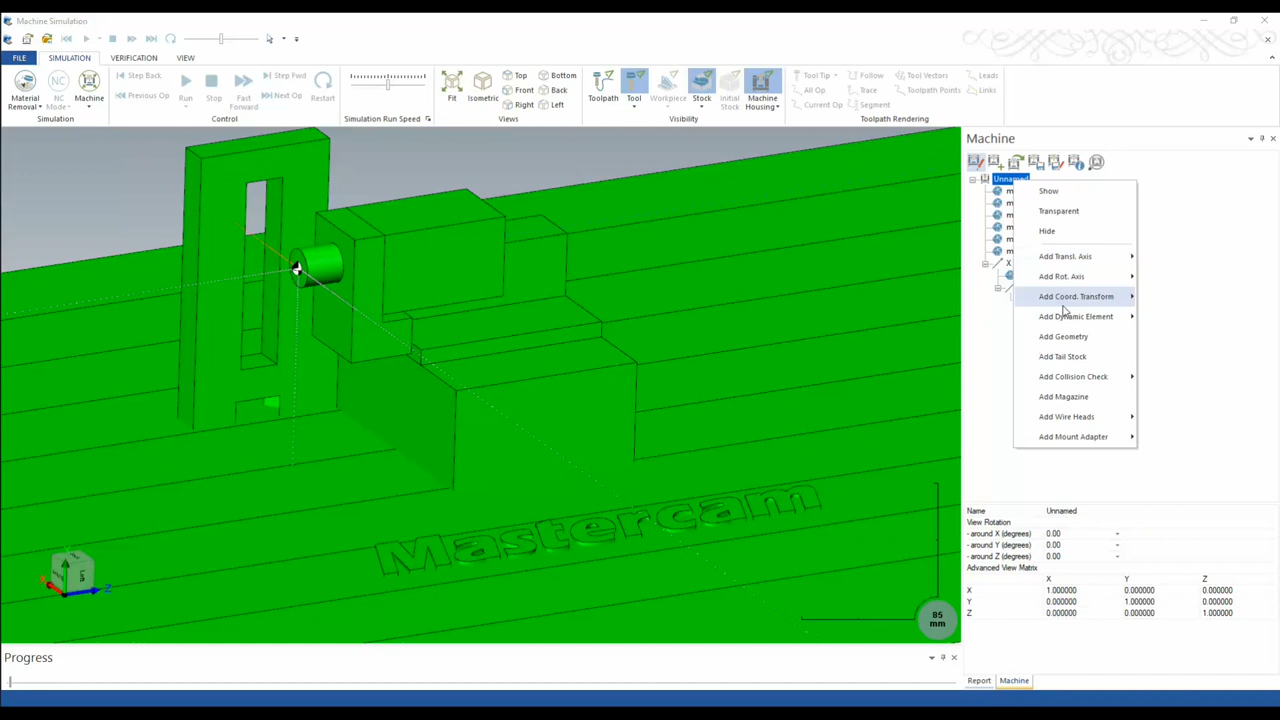 Machine Simulation
FILE
SIMULATION
VERIFICATION
VIEW
Material
Removal
NC
Mode
Machine
Simulation
Step Back
Previous Op
Run
Stop
Fast
Forward
Step Fwd
Next Op
Restart
Control
Simulation Run Speed
Fit
Isometric
Top
Front
Right
Bottom
Back
Left
Views
Toolpath
Tool
Workpiece
Stock
Initial
Stock
Machine
Housing
Visibility
Tool Tip
All Op
Current Op
Follow
Trace
Segment
Tool Vectors
Toolpath Points
Leads
Links
Toolpath Rendering
Machine
Unnamed
m
m
m
m
m
m
X
Show
Transparent
Hide
Add Transl. Axis
Add Rot. Axis
Add Coord. Transform
Add Dynamic Element
Add Geometry
Add Tail Stock
Add Collision Check
Add Magazine
Add Wire Heads
Add Mount Adapter
Mastercam
X
Z
85
mm
Name Unnamed
View Rotation
- around X (degrees) 0.00
- around Y (degrees) 0.00
- around Z (degrees) 0.00
Advanced View Matrix
X Y Z
X 1.000000 0.000000 0.000000
Y 0.000000 1.000000 0.000000
Z 0.000000 0.000000 1.000000
Progress
Report
Machine